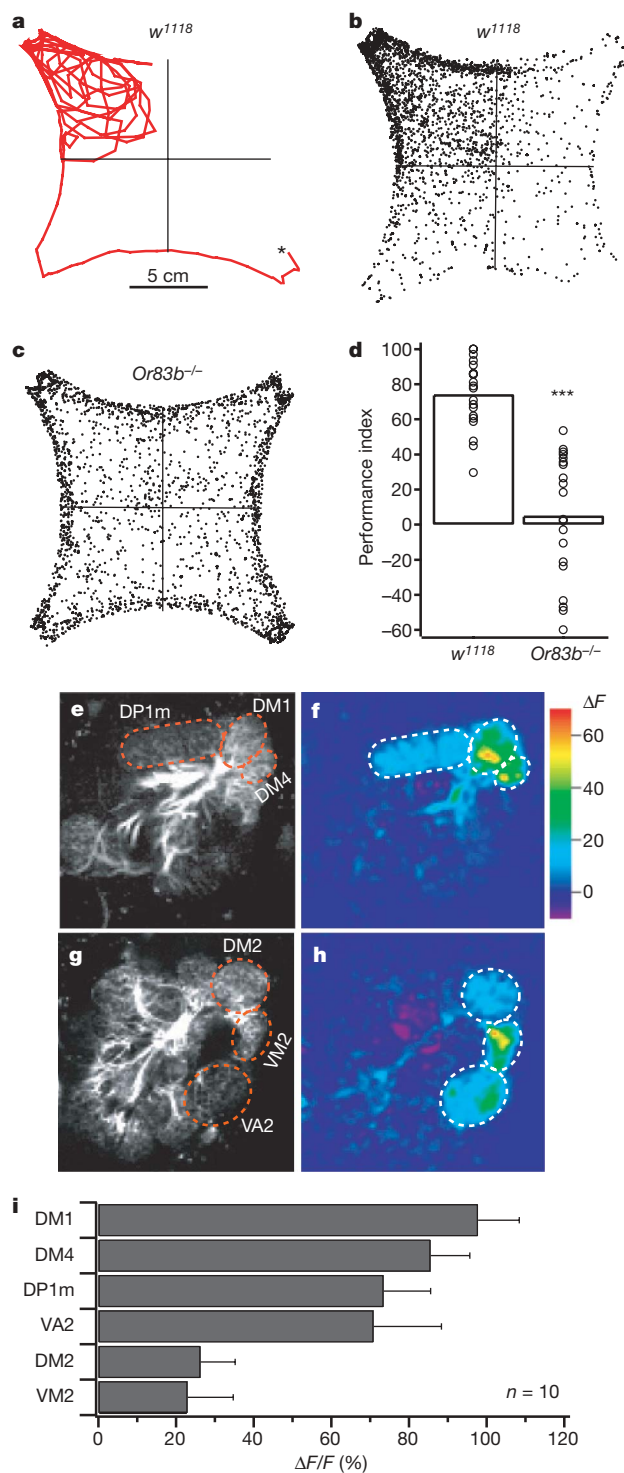 a
w1118
*
5 cm
b
w1118
c
Or83b–/–
d
Performance index
100
80
60
40
20
0
–20
–40
–60
***
w1118
Or83b–/–
e
DP1m
DM1
DM4
f
ΔF
60
40
20
0
g
DM2
VM2
VA2
h
i
DM1
DM4
DP1m
VA2
DM2
VM2
n = 10
0 20 40 60 80 100 120
ΔF/F (%)